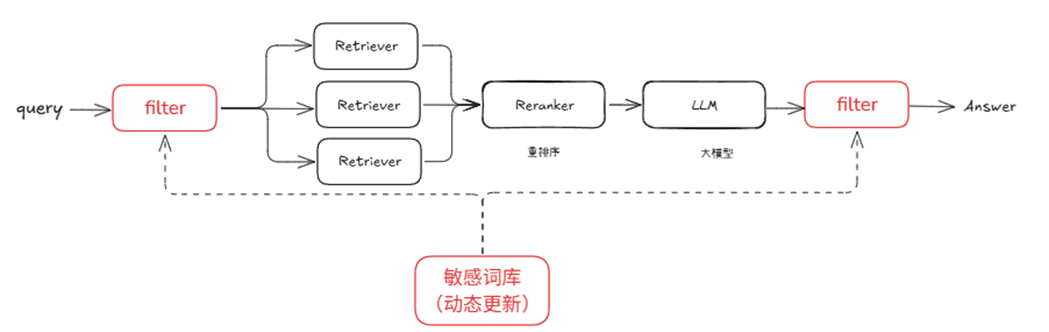 Retriever
query
filter
Retriever
Reranker
LLM
filter
Answer
Retriever
重排序
大模型
敏感词库
（动态更新）